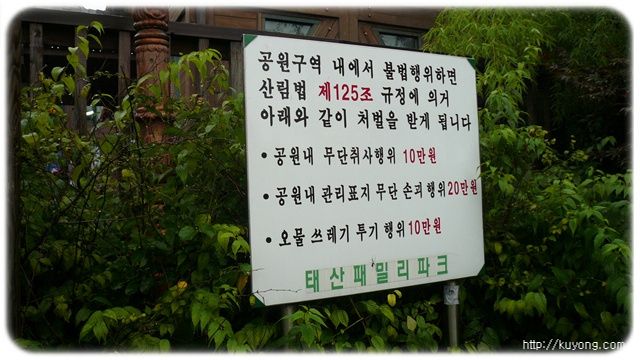 공원구역 내에서 불법행위하면
산림법 제125조 규정에 의거
아래와 같이 처벌을 받게 됩니다
• 공원내 무단취사행위 10만원
• 공원내 관리표지 무단 손괴 행위 20만원
• 오물 쓰레기 투기 행위 10만원
태산패밀리파크
http://kuyong.com